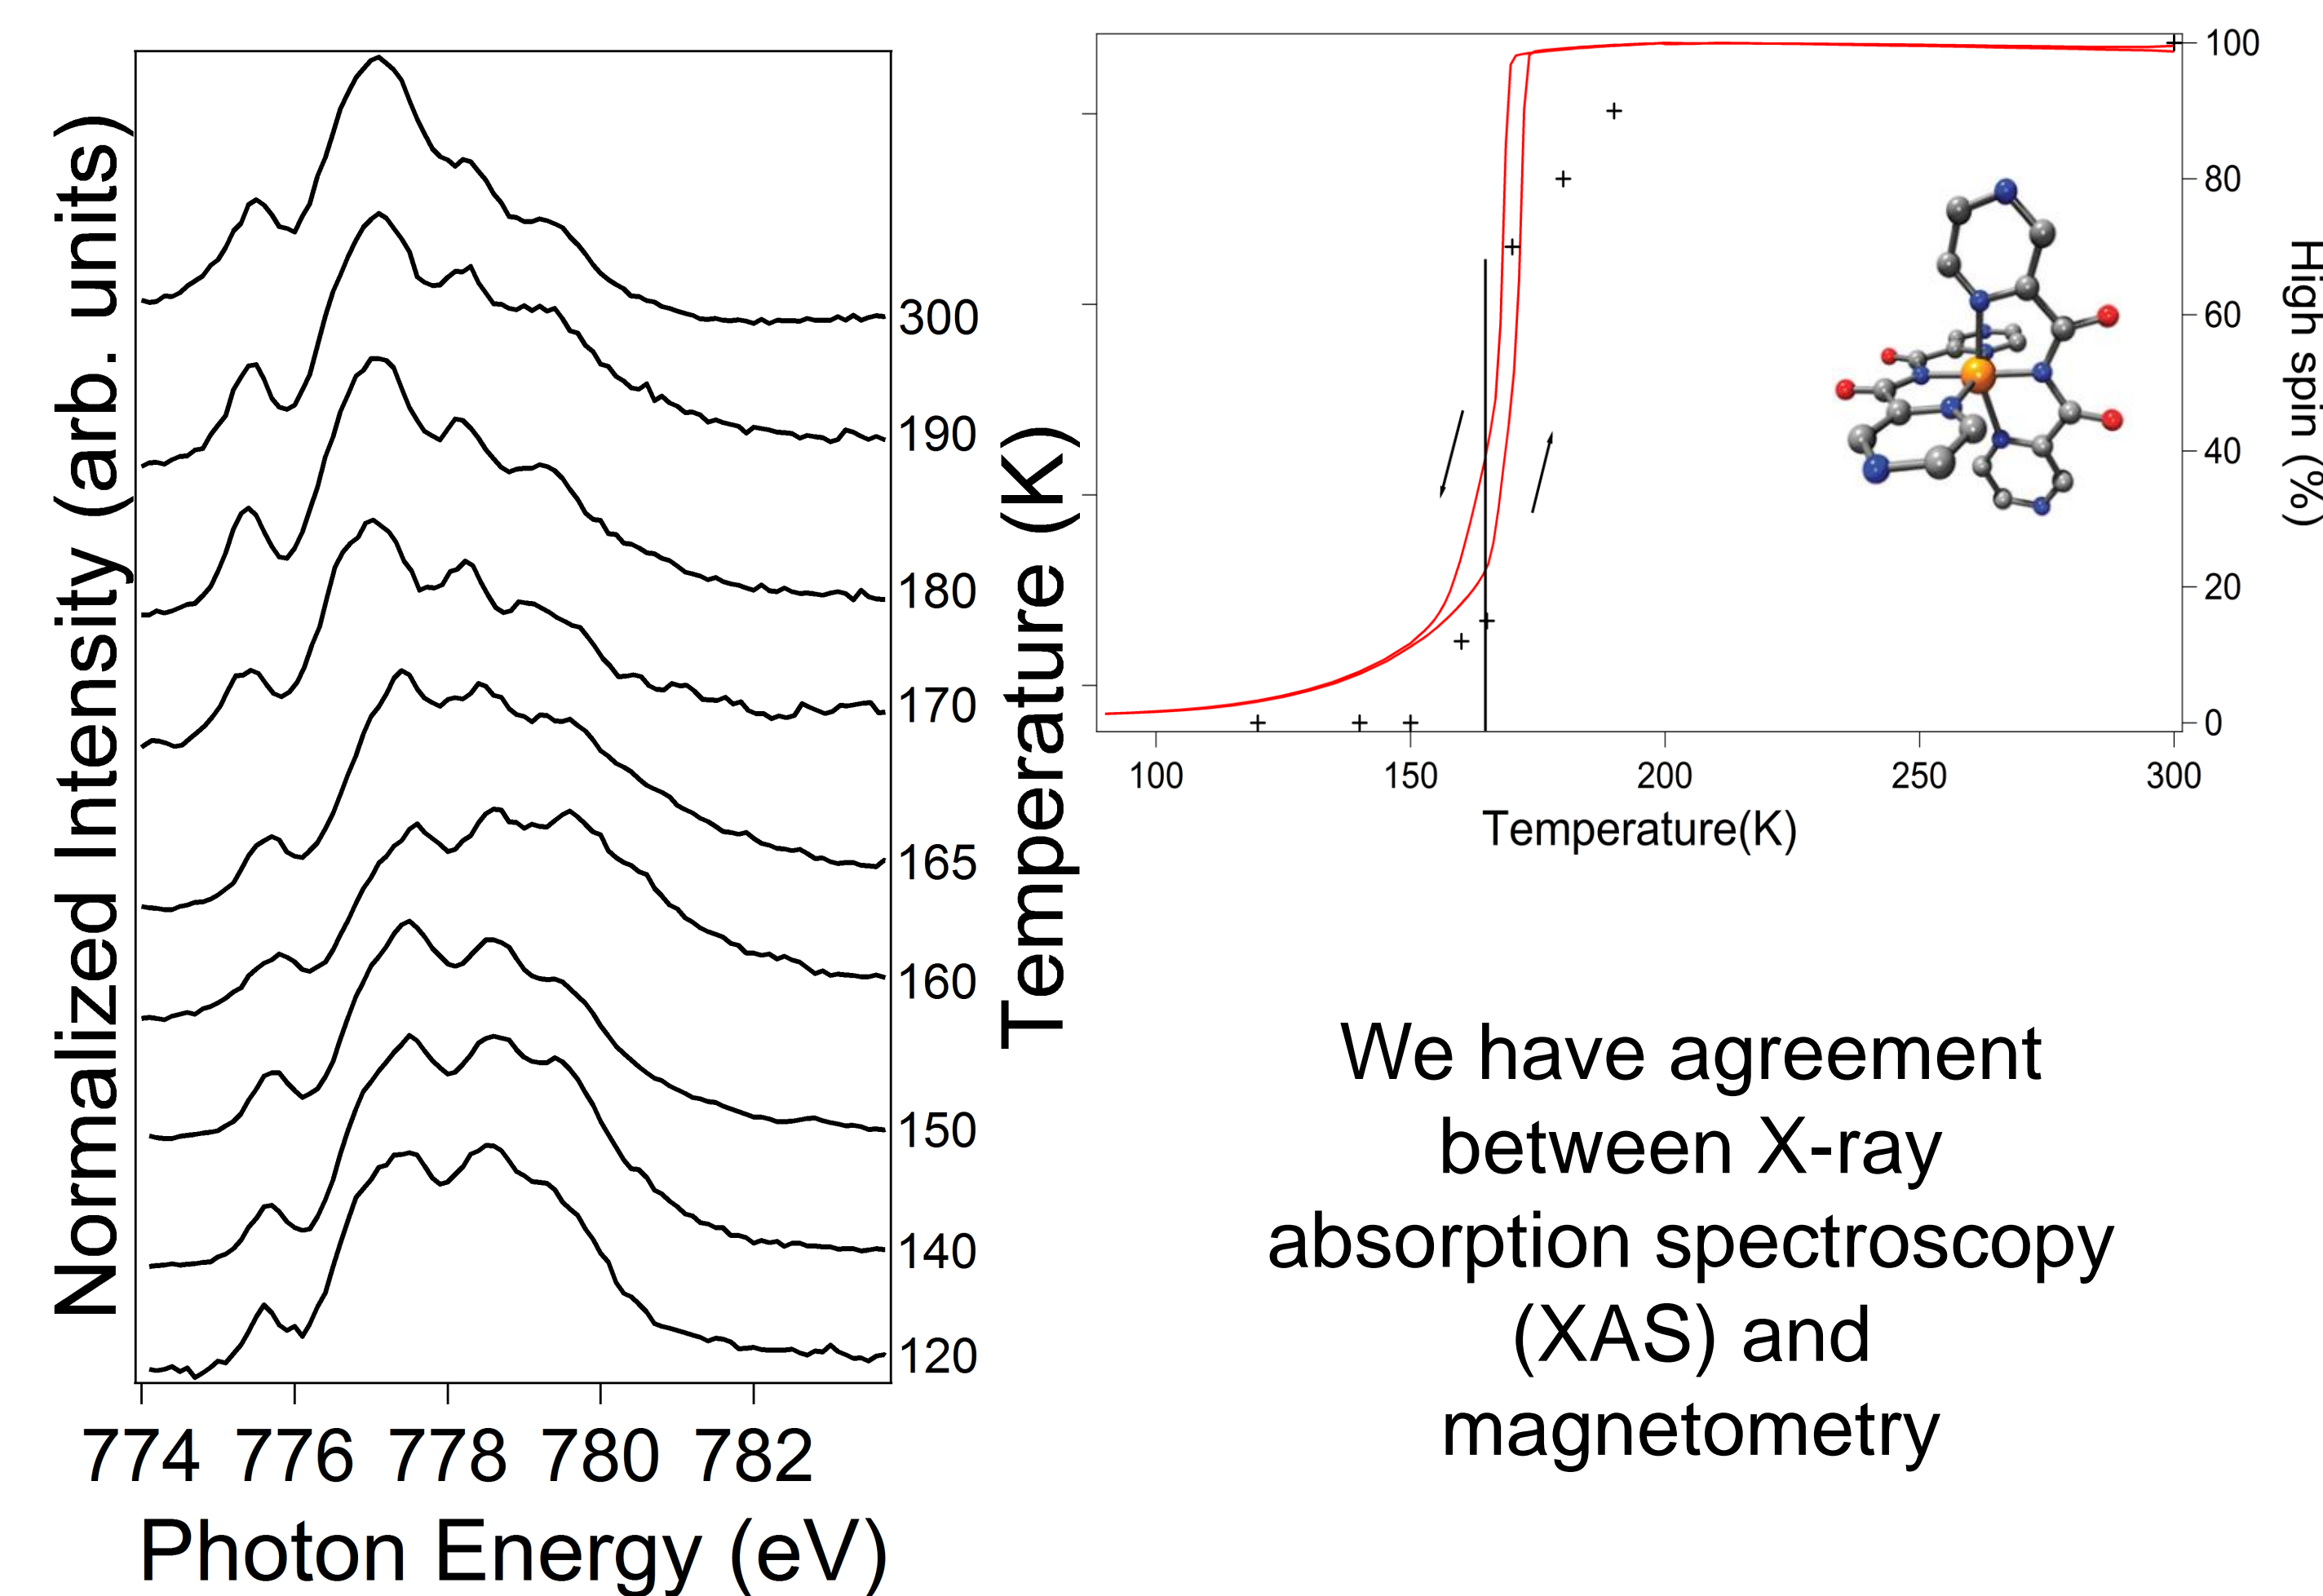 Normalized Intensity (arb. units)
300
190
180
170
165
160
150
140
120
Temperature (K)
774 776 778 780 782
Photon Energy (eV)
100
80
60
40
20
0
High spin (%)
100 150 200 250 300
Temperature(K)
We have agreement
between X-ray
absorption spectroscopy
(XAS) and
magnetometry